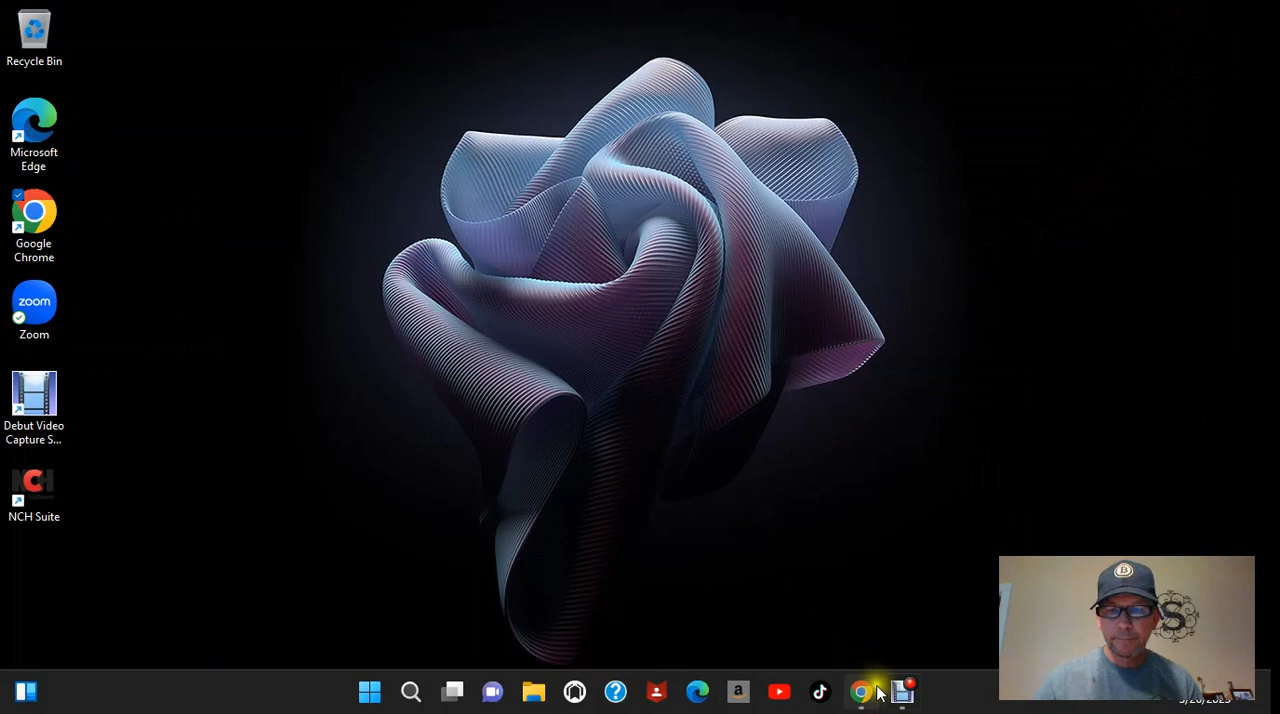 Recycle Bin
Microsoft
Edge
Google
Chrome
zoom
Zoom
Debut Video
Capture S...
NCH
NCH Suite
a
S